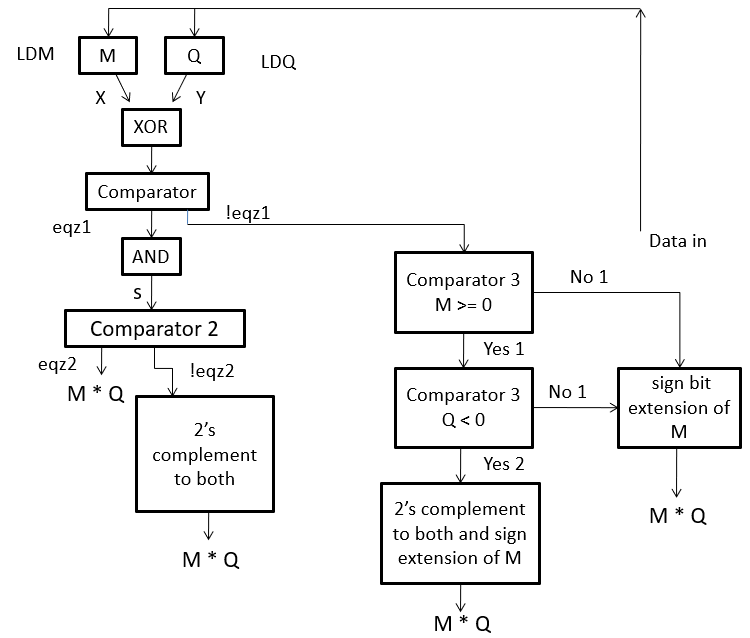 LDM
M
Q
LDQ
X
Y
XOR
Comparator
eqz1
!eqz1
AND
Data in
s
Comparator 2
eqz2
!eqz2
M * Q
2’s
complement
to both
M * Q
Comparator 3
M >= 0
No 1
Yes 1
Comparator 3
Q < 0
No 1
sign bit
extension of
M
Yes 2
M * Q
2’s complement
to both and sign
extension of M
M * Q